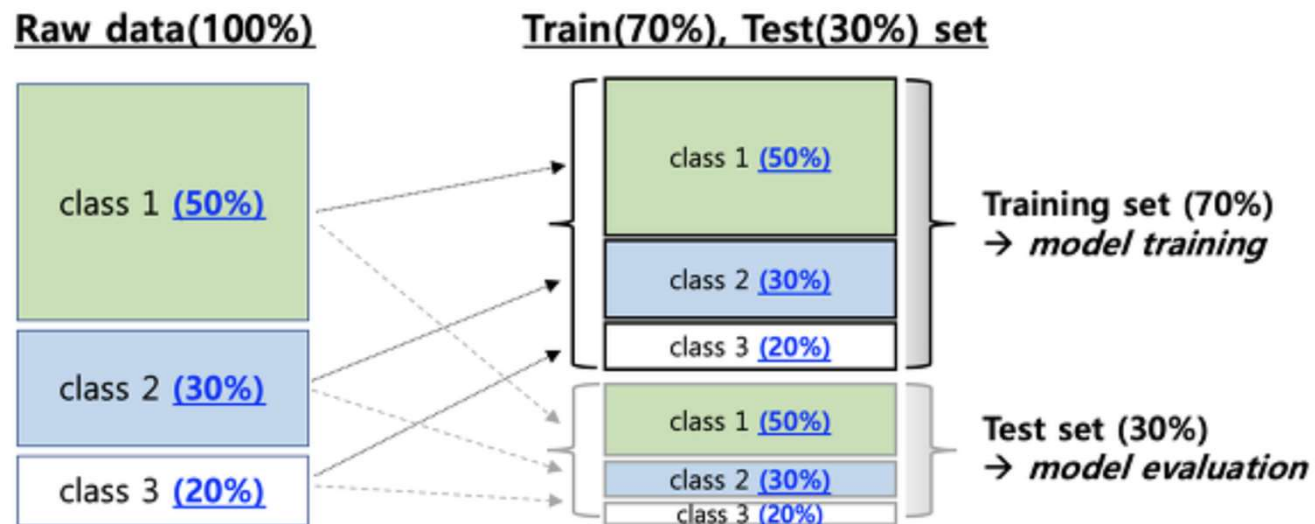 Raw data(100%)
Train(70%), Test(30%) set
class 1 (50%)
class 2 (30%)
class 3 (20%)
class 1 (50%)
class 2 (30%)
class 3 (20%)
Training set (70%)
→ model training
class 1 (50%)
class 2 (30%)
class 3 (20%)
Test set (30%)
→ model evaluation